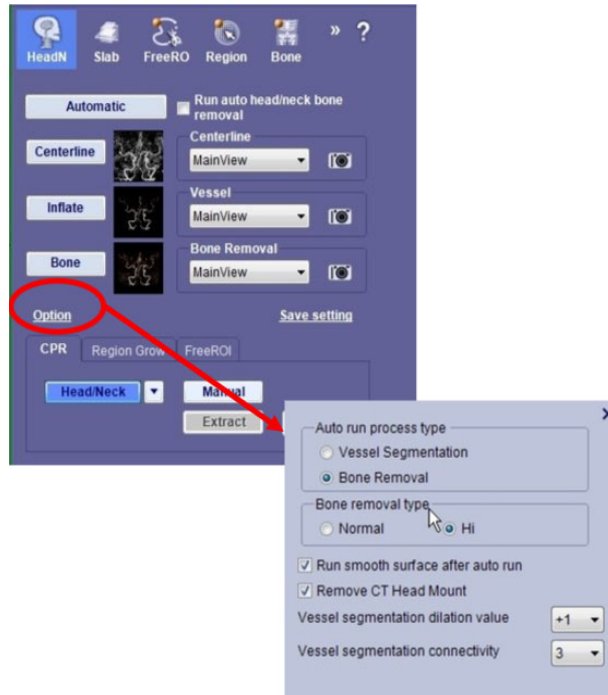 » ?
HeadN Slab FreeRO Region Bone
Automatic
Run auto head/neck bone
removal
Centerline
Centerline
MainView
Inflate
Vessel
MainView
Bone
Bone Removal
MainView
Option
Save setting
CPR Region Grow FreeROI
Head/Neck
Manual
Extract
Auto run process type
Vessel Segmentation
Bone Removal
Bone removal type
Normal
Hi
Run smooth surface after auto run
Remove CT Head Mount
Vessel segmentation dilation value
+1
Vessel segmentation connectivity
3